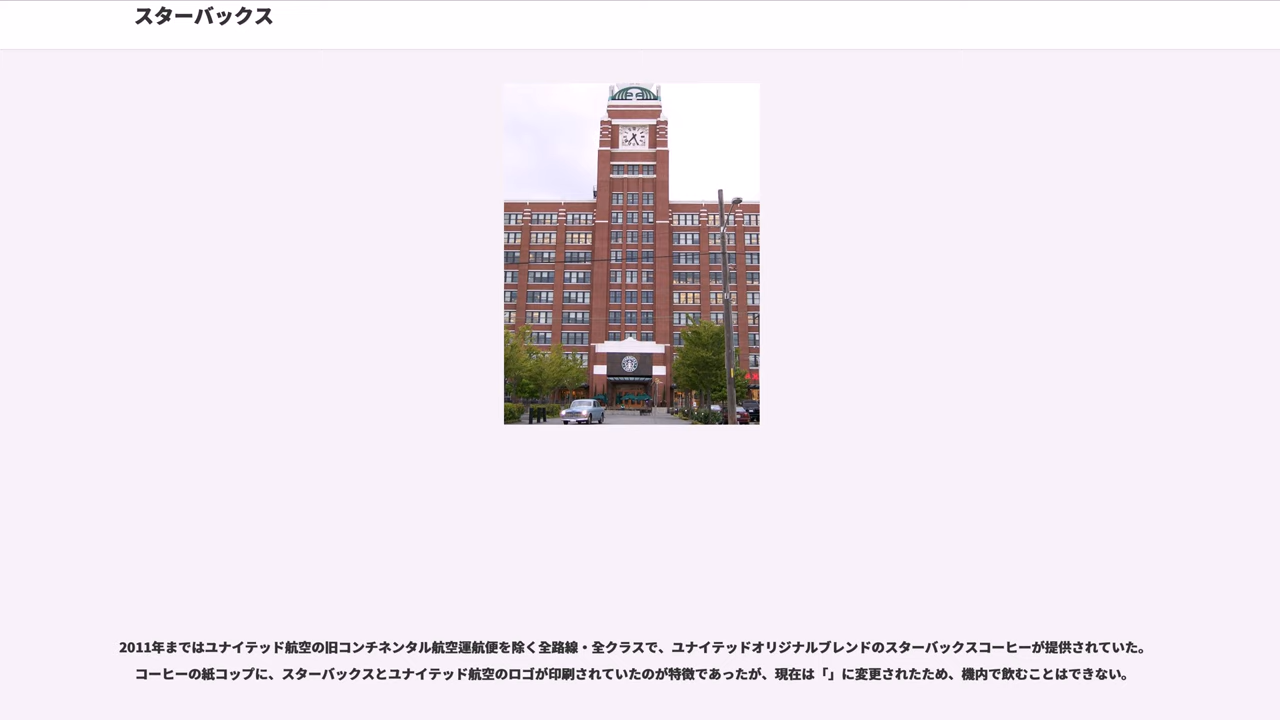 スターバックス
2011年まではユナイテッド航空の旧コンチネンタル航空運航便を除く全路線・全クラスで、ユナイテッドオリジナルブレンドのスターバックスコーヒーが提供されていた。
コーヒーの紙コップに、スターバックスとユナイテッド航空のロゴが印刷されていたのが特徴であったが、現在は「」に変更されたため、機内で飲むことはできない。